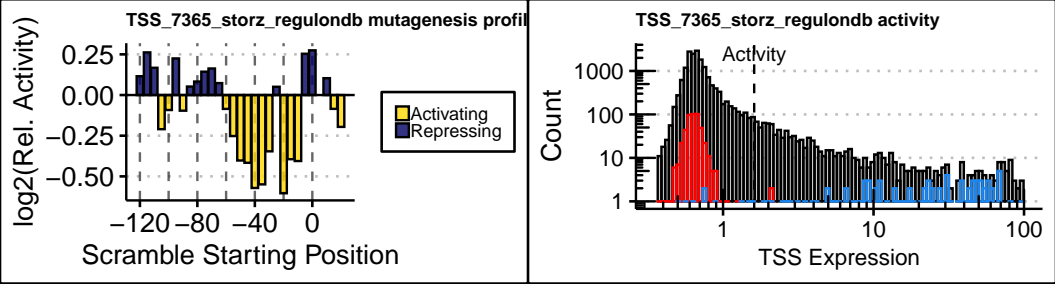 TSS_7365_storz_regulondb mutagenesis profil
log2(Rel. Activity)
0.25
0.00
−0.25
−0.50
−120 −80 −40 0
Scramble Starting Position
Activating
Repressing
TSS_7365_storz_regulondb activity
Activity
Count
1000
100
10
1
1 10 100
TSS Expression